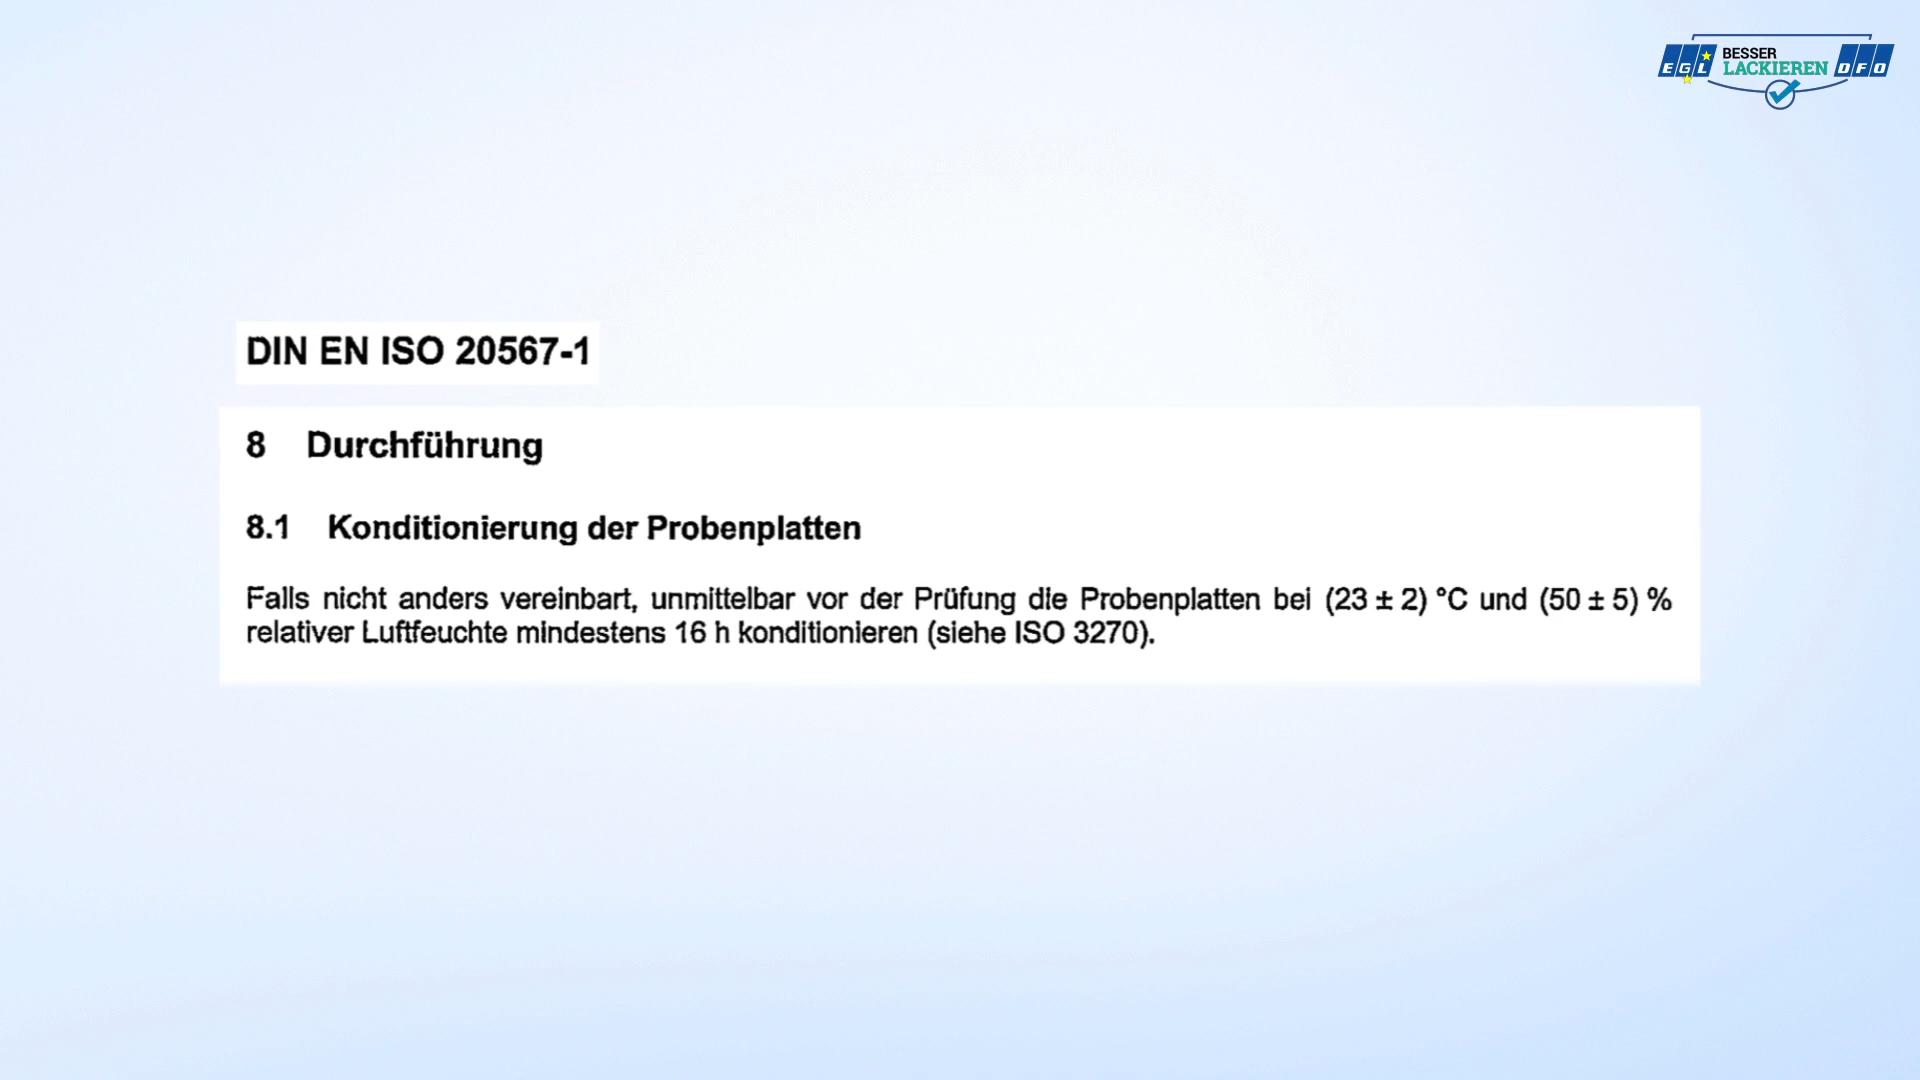 EGL BESSER LACKIEREN DFO
DIN EN ISO 20567-1
8 Durchführung
8.1 Konditionierung der Probenplatten
Falls nicht anders vereinbart, unmittelbar vor der Prüfung die Probenplatten bei (23 ± 2) °C und (50 ± 5) %
relativer Luftfeuchte mindestens 16 h konditionieren (siehe ISO 3270).